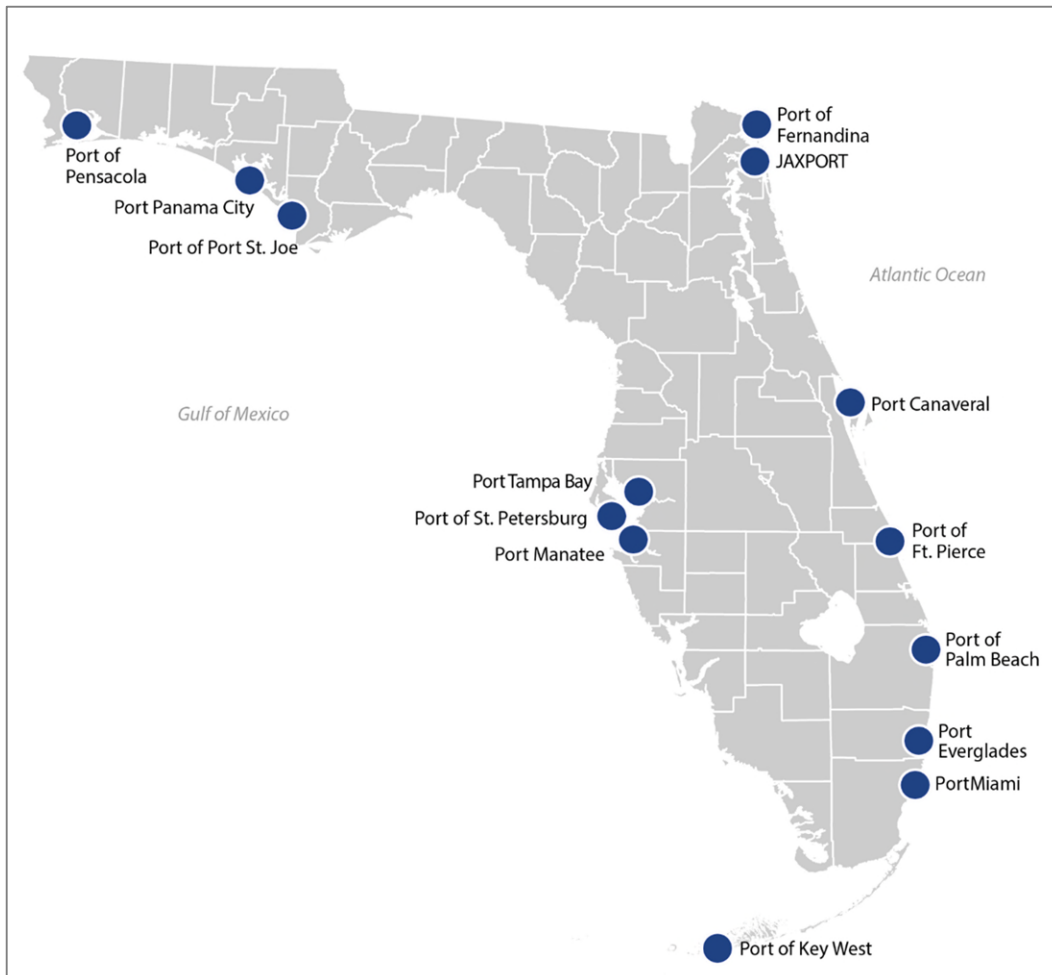 Port of
Fernandina
JAXPORT
Port of
Pensacola
Port Panama City
Port of Port St. Joe
Atlantic Ocean
Gulf of Mexico
Port Canaveral
Port Tampa Bay
Port of St. Petersburg
Port Manatee
Port of
Ft. Pierce
Port of
Palm Beach
Port
Everglades
PortMiami
Port of Key West